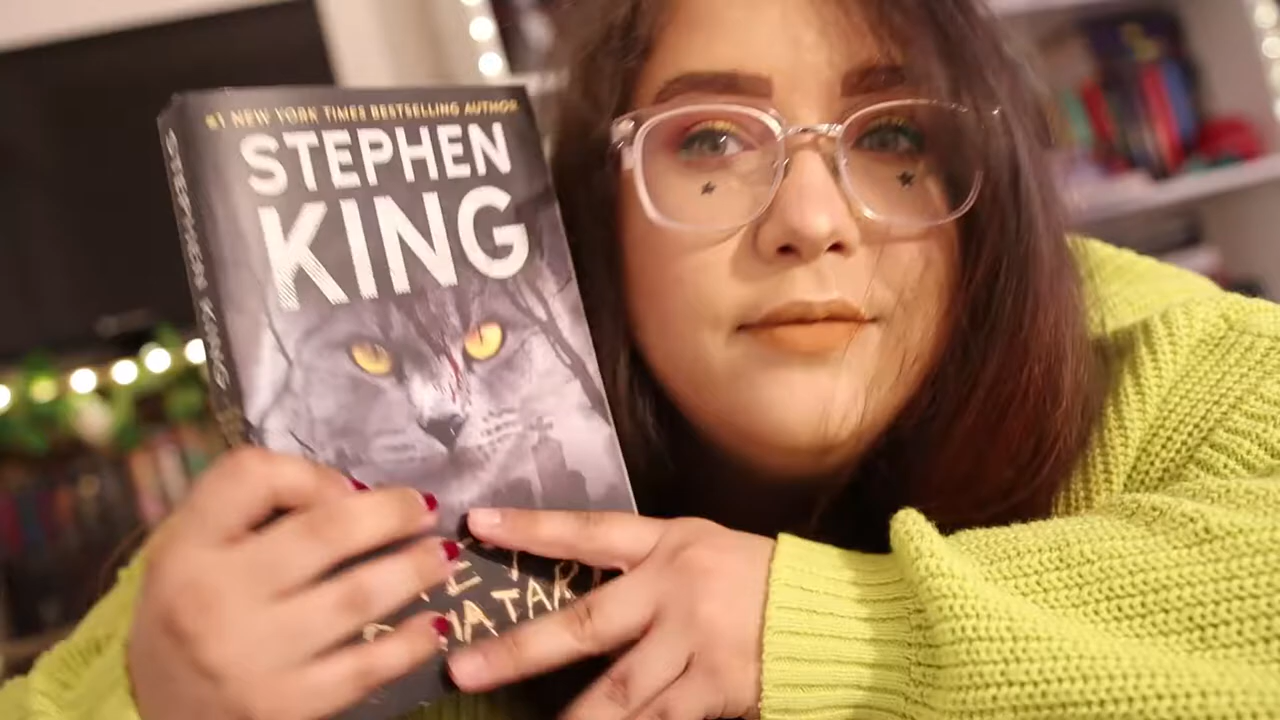 #1 NEW YORK TIMES BESTSELLING AUTHOR
STEPHEN
KING
STEPHEN KING